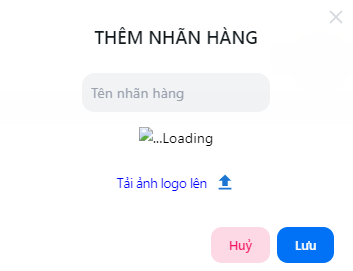 THÊM NHÃN HÀNG
Tên nhãn hàng
...Loading
Tải ảnh logo lên
Huỷ
Lưu